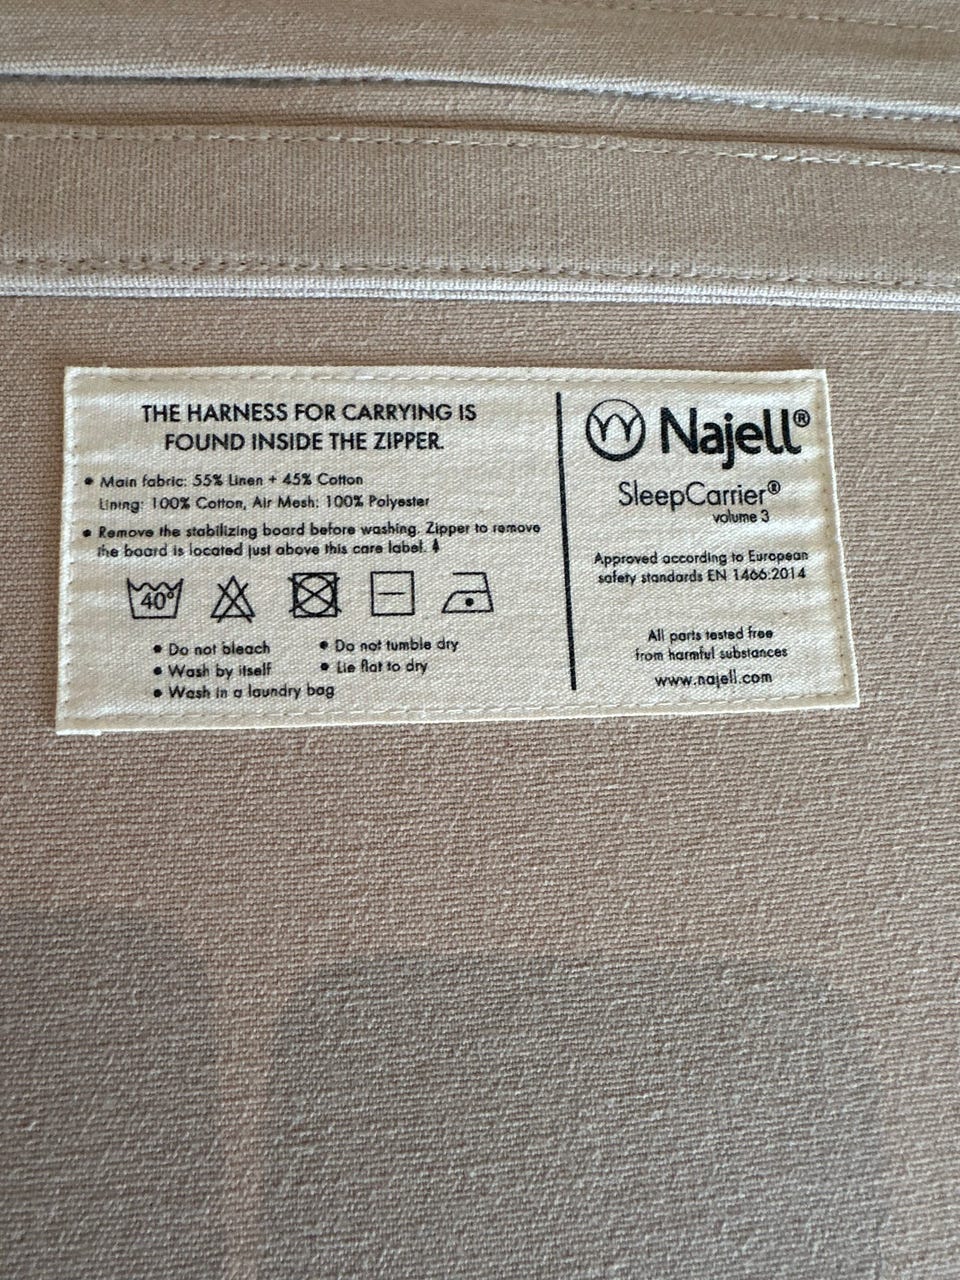 THE HARNESS FOR CARRYING IS
FOUND INSIDE THE ZIPPER.
• Main fabric: 55% Linen + 45% Cotton
Lining: 100% Cotton, Air Mesh: 100% Polyester
• Remove the stabilizing board before washing. Zipper to remove
the board is located just above this care label.
40°
• Do not bleach
• Wash by itself
• Wash in a laundry bag
• Do not tumble dry
• Lie flat to dry
Najell®
SleepCarrier®
volume 3
Approved according to European
safety standards EN 1466:2014
All parts tested free
from harmful substances
www.najell.com